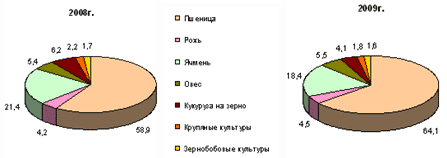 2008г.
2009г.
1,7
2,2
6,2
5,4
21,4
4,2
58,9
Пшеница
Рожь
Ячмень
Овес
Кукуруза на зерно
Крупяные культуры
Зернобобовые культуры
1,6
1,8
4,1
5,5
18,4
4,5
64,1